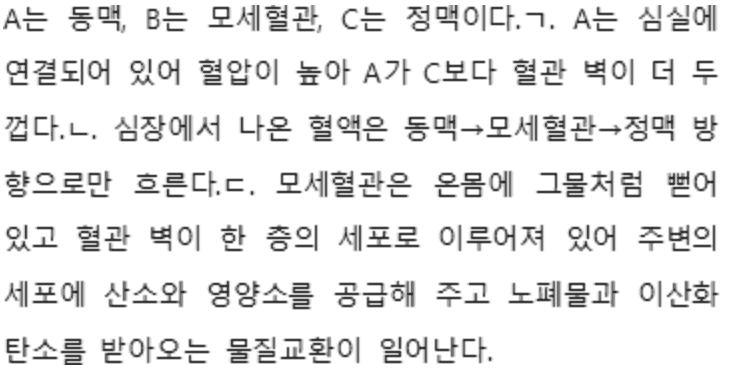 A는 동맥, B는 모세혈관, C는 정맥이다.ㄱ. A는 심실에
연결되어 있어 혈압이 높아 A가 C보다 혈관 벽이 더 두
껍다.ㄴ. 심장에서 나온 혈액은 동맥→모세혈관→정맥 방
향으로만 흐른다.ㄷ. 모세혈관은 온몸에 그물처럼 뻗어
있고 혈관 벽이 한 층의 세포로 이루어져 있어 주변의
세포에 산소와 영양소를 공급해 주고 노폐물과 이산화
탄소를 받아오는 물질교환이 일어난다.